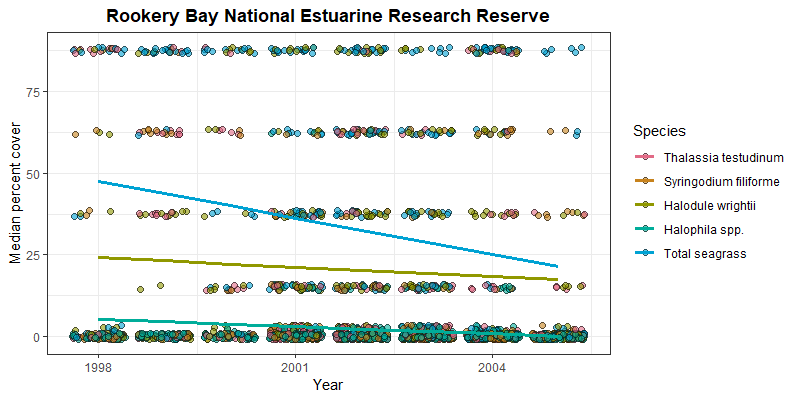 Rookery Bay National Estuarine Research Reserve
Median percent cover
75
50
25
0
1998
2001
2004
Year
Species
Thalassia testudinum
Syringodium filiforme
Halodule wrightii
Halophila spp.
Total seagrass